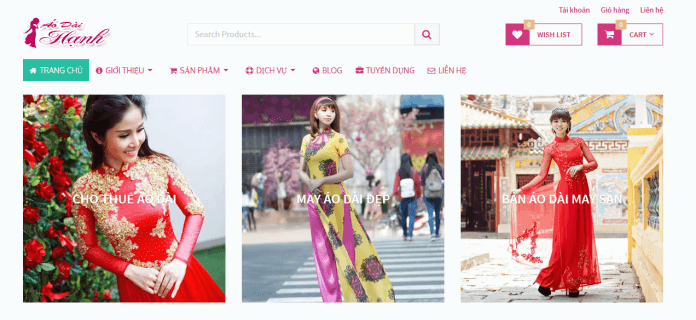 Tài khoản Giỏ hàng Liên hệ
Áo Dài
Hạnh
Search Products...
0
WISH LIST
0
CART
TRANG CHỦ GIỚI THIỆU SẢN PHẨM DỊCH VỤ BLOG TUYỂN DỤNG LIÊN HỆ
CHO THUÊ ÁO DÀI
MAY ÁO DÀI ĐẸP
BÁN ÁO DÀI MAY SẴN